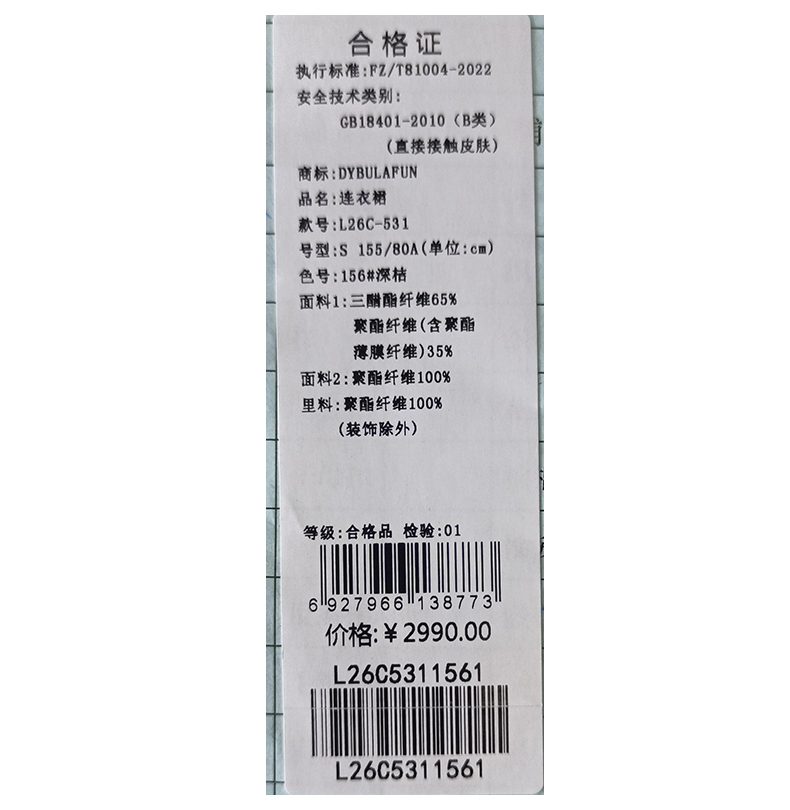 合格证
执行标准:FZ/T81004-2022
安全技术类别:
GB18401-2010(B类)
(直接接触皮肤)
商标:DYBULAFUN
品名:连衣裙
款号:L26C-531
号型:S 155/80A(单位:cm)
色号:156#深桔
面料1:三醋酯纤维65%
聚酯纤维(含聚酯
薄膜纤维)35%
面料2:聚酯纤维100%
里料:聚酯纤维100%
(装饰除外)
等级:合格品 检验:01
6 927966 138773
价格:¥2990.00
L26C5311561
L26C5311561